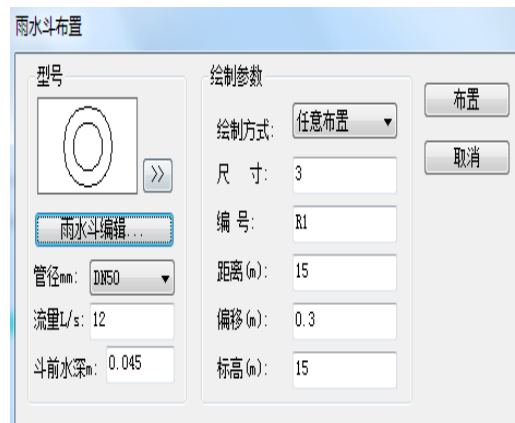 雨水斗布置
型号
>>
雨水斗编辑...
管径mm: DN50
流量L/s: 12
斗前水深m: 0.045
绘制参数
绘制方式: 任意布置
尺 寸: 3
编 号: R1
距离(m): 15
偏移(m): 0.3
标高(m): 15
布置
取消